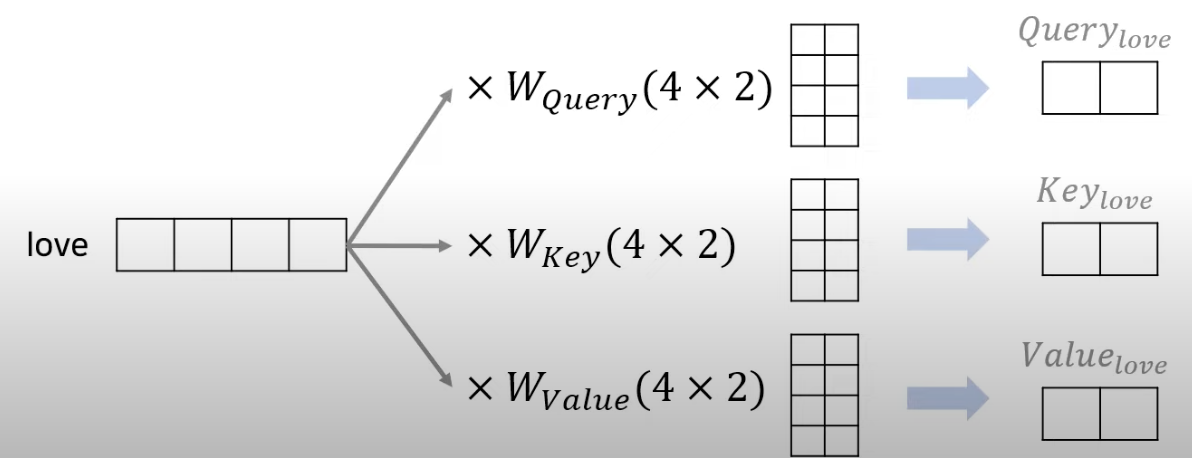 Query_love
× W_Query(4 × 2)
Key_love
love
× W_Key(4 × 2)
Value_love
× W_Value(4 × 2)